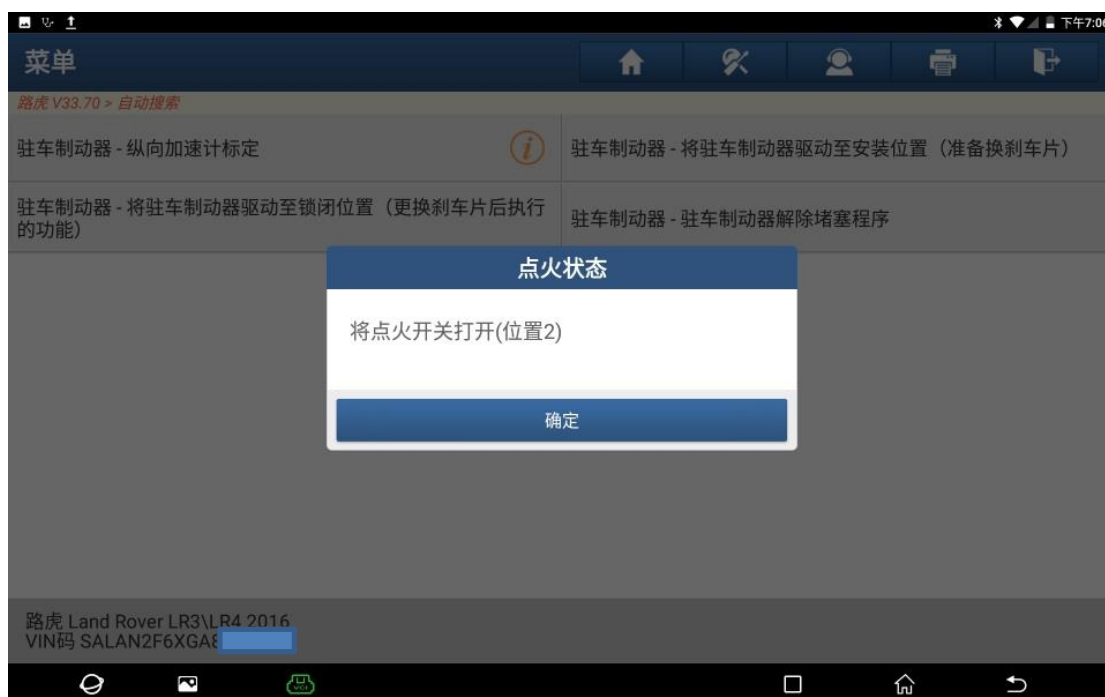 下午7:06
菜单
路虎 V33.70 > 自动搜索
驻车制动器 - 纵向加速计标定
驻车制动器 - 将驻车制动器驱动至安装位置（准备换刹车片）
驻车制动器 - 将驻车制动器驱动至锁闭位置（更换刹车片后执行
的功能）
驻车制动器 - 驻车制动器解除堵塞程序
点火状态
将点火开关打开(位置2)
确定
路虎 Land Rover LR3\LR4 2016
VIN码 SALAN2F6XGA8
VCI